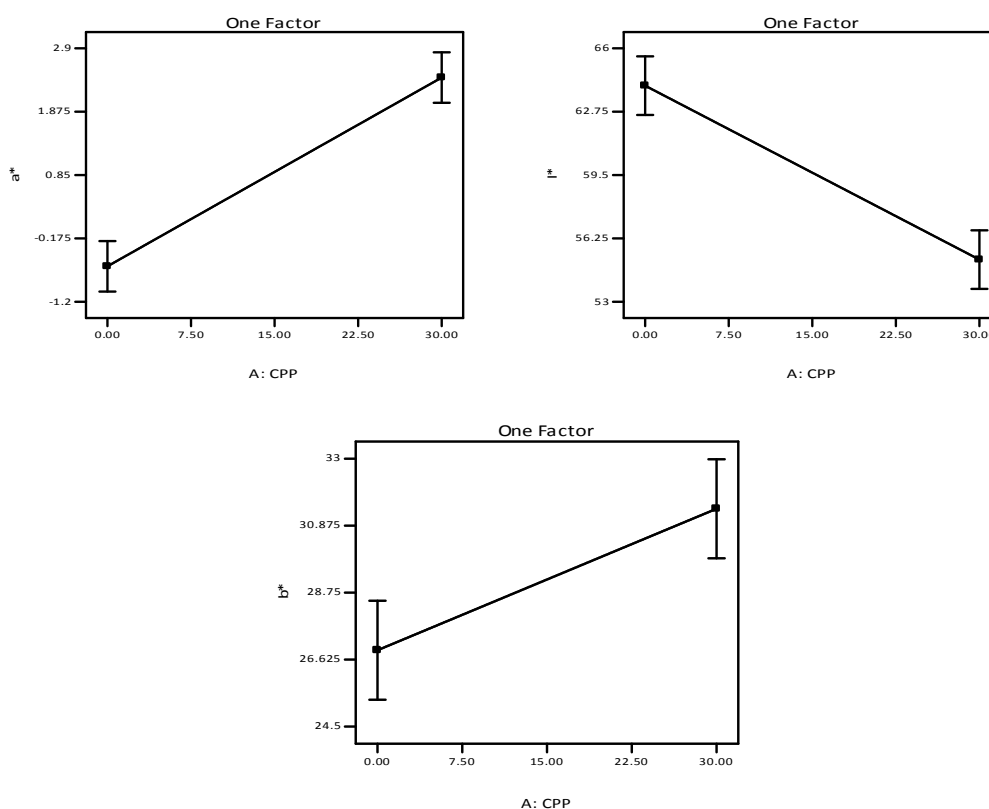 One Factor
2.9
1.875
0.85
-0.175
-1.2
a*
0.00 7.50 15.00 22.50 30.00
A: CPP
One Factor
66
62.75
59.5
56.25
53
l*
0.00 7.50 15.00 22.50 30.00
A: CPP
One Factor
33
30.875
28.75
26.625
24.5
b*
0.00 7.50 15.00 22.50 30.00
A: CPP